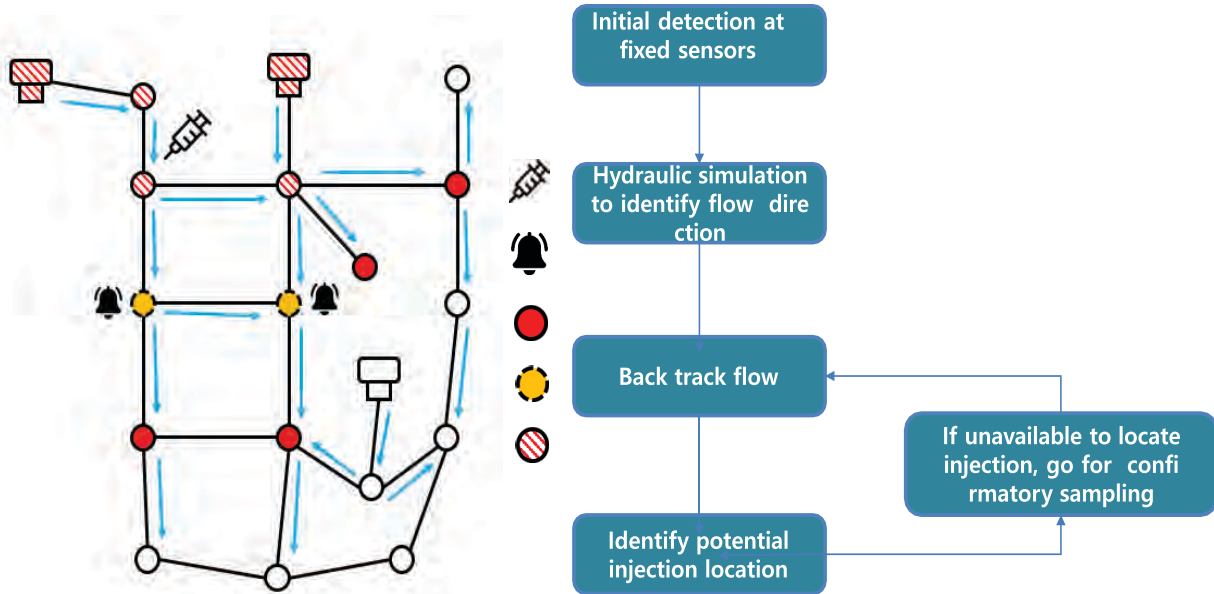 Initial detection at
fixed sensors
Hydraulic simulation
to identify flow dire
ction
Back track flow
If unavailable to locate
injection, go for confi
rmatory sampling
Identify potential
injection location